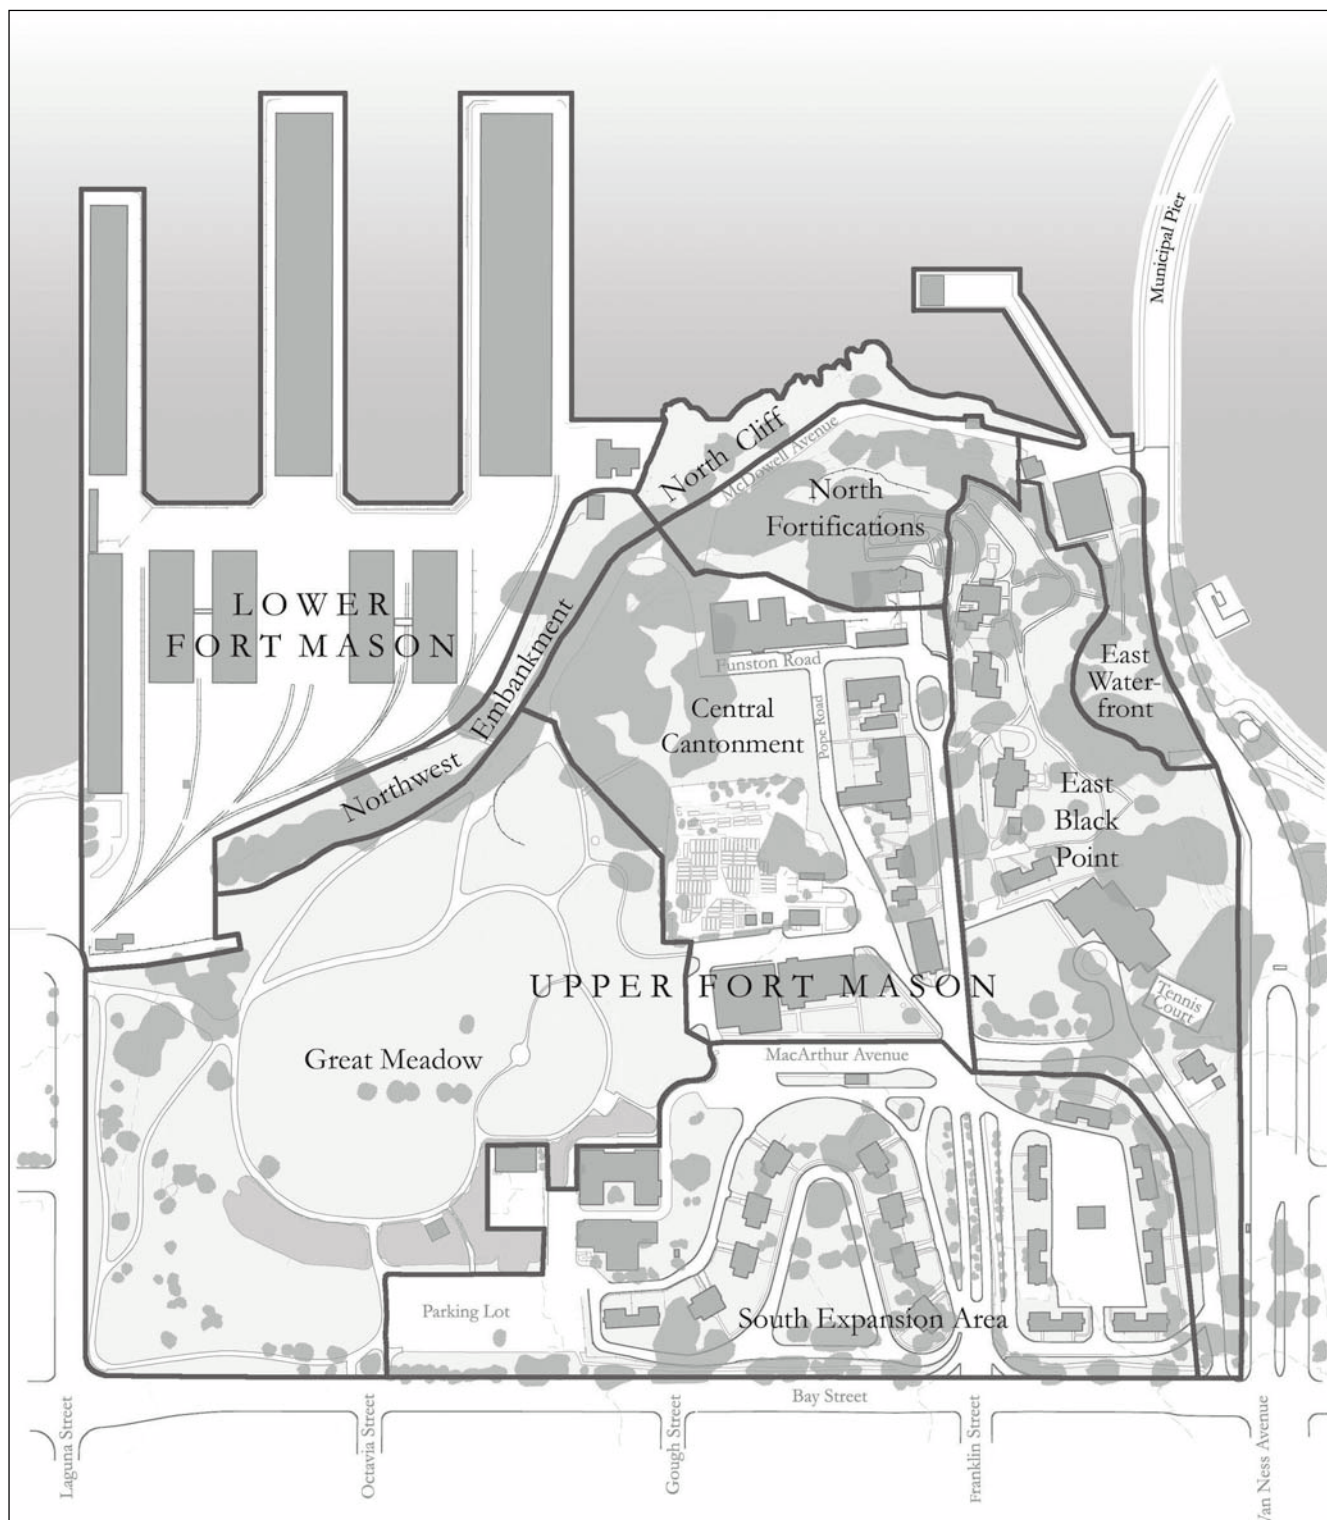 Municipal Pier
North Cliff
McDowell Avenue
North
Fortifications
LOWER
FORT MASON
Northwest Embankment
Funston Road
Pope Road
Central
Cantonment
East
Water-
front
East
Black
Point
UPPER FORT MASON
Tennis
Court
Great Meadow
MacArthur Avenue
Parking Lot
South Expansion Area
Bay Street
Laguna Street
Octavia Street
Gough Street
Franklin Street
Van Ness Avenue